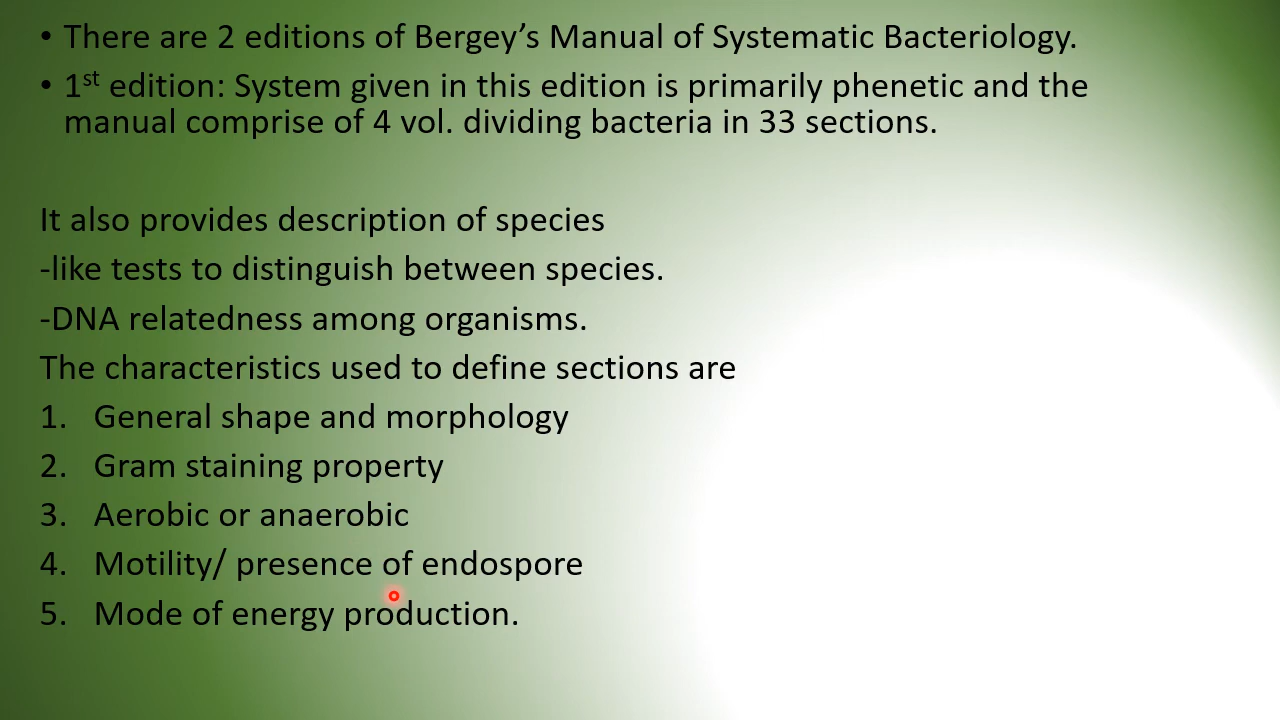 • There are 2 editions of Bergey’s Manual of Systematic Bacteriology.
• 1st edition: System given in this edition is primarily phenetic and the
manual comprise of 4 vol. dividing bacteria in 33 sections.
It also provides description of species
-like tests to distinguish between species.
-DNA relatedness among organisms.
The characteristics used to define sections are
1. General shape and morphology
2. Gram staining property
3. Aerobic or anaerobic
4. Motility/ presence of endospore
5. Mode of energy production.